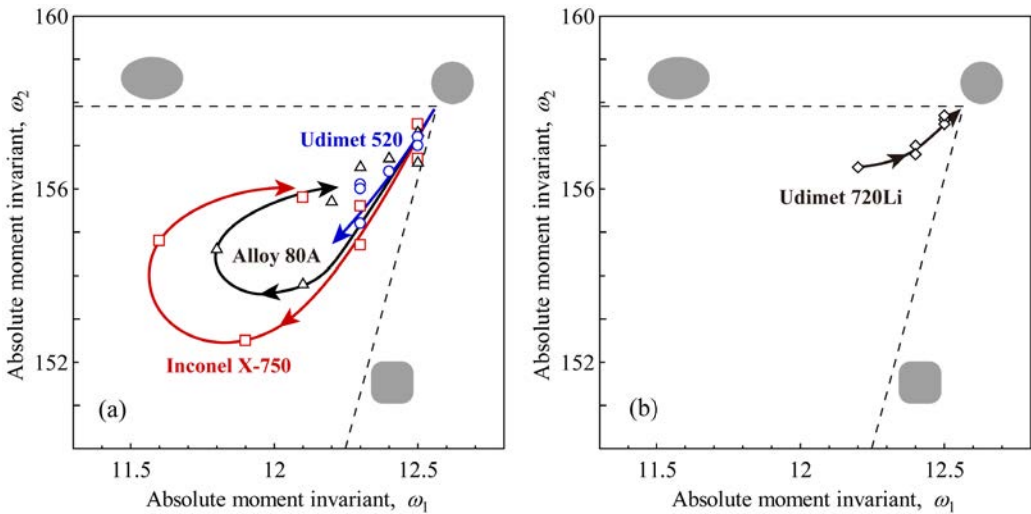 160
158
156
152
Absolute moment invariant, ω₂
Udimet 520
Alloy 80A
Inconel X-750
(a)
11.5
12
12.5
Absolute moment invariant, ω₁
160
158
156
152
Absolute moment invariant, ω₂
Udimet 720Li
(b)
11.5
12
12.5
Absolute moment invariant, ω₁